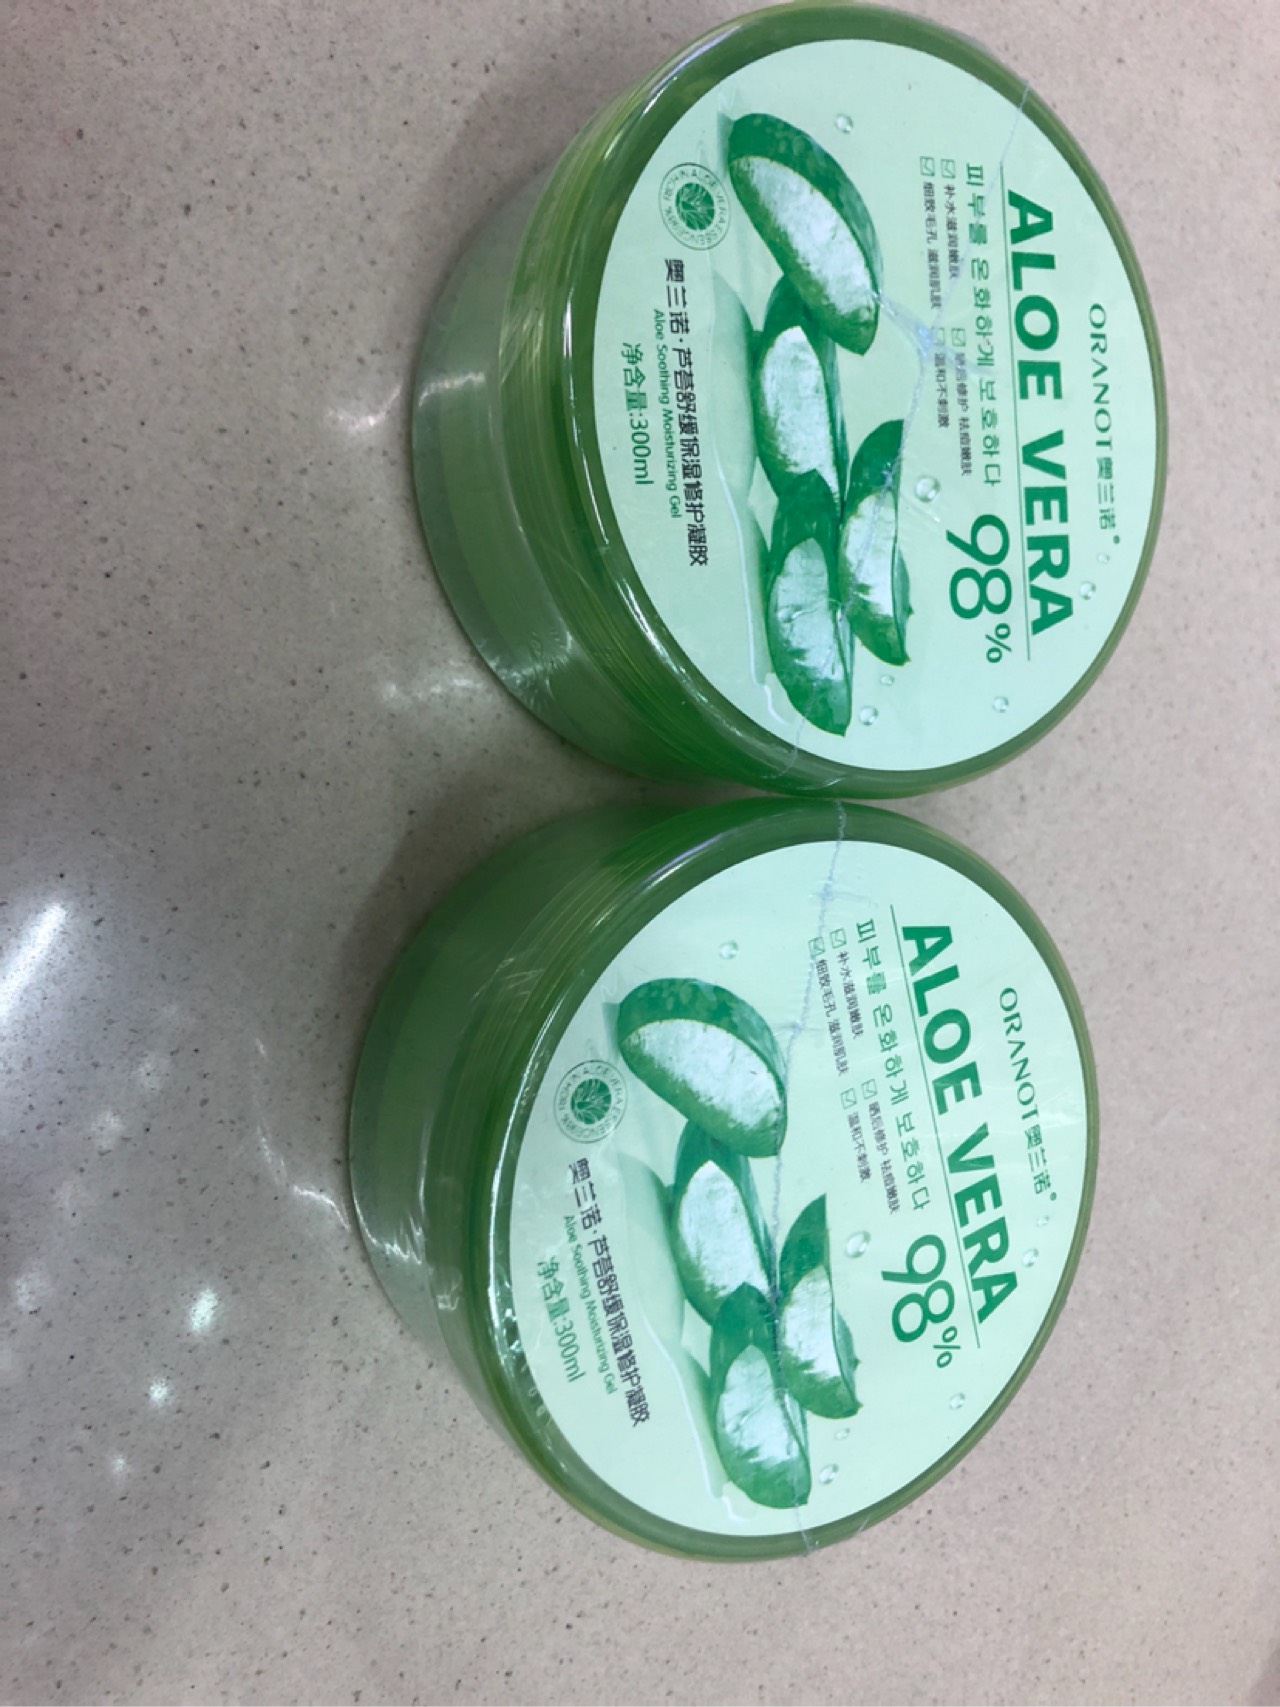 ORANOT 奥兰诺
ALOE VERA
피부를 온화하게 보호하다
98%
补水滋润嫩肤
晒后修护 祛痘嫩肤
细致毛孔 滋润肌肤
温和不刺激
RICH IN ALOE VERA ESSENCE
奥兰诺·芦荟舒缓保湿修护凝胶
Aloe Soothing Moisturizing Gel
净含量:300ml
ORANOT 奥兰诺
ALOE VERA
피부를 온화하게 보호하다
98%
补水滋润嫩肤
晒后修护 祛痘嫩肤
细致毛孔 滋润肌肤
温和不刺激
奥兰诺·芦荟舒缓保湿修护凝胶
Aloe Soothing Moisturizing Gel
净含量:300ml